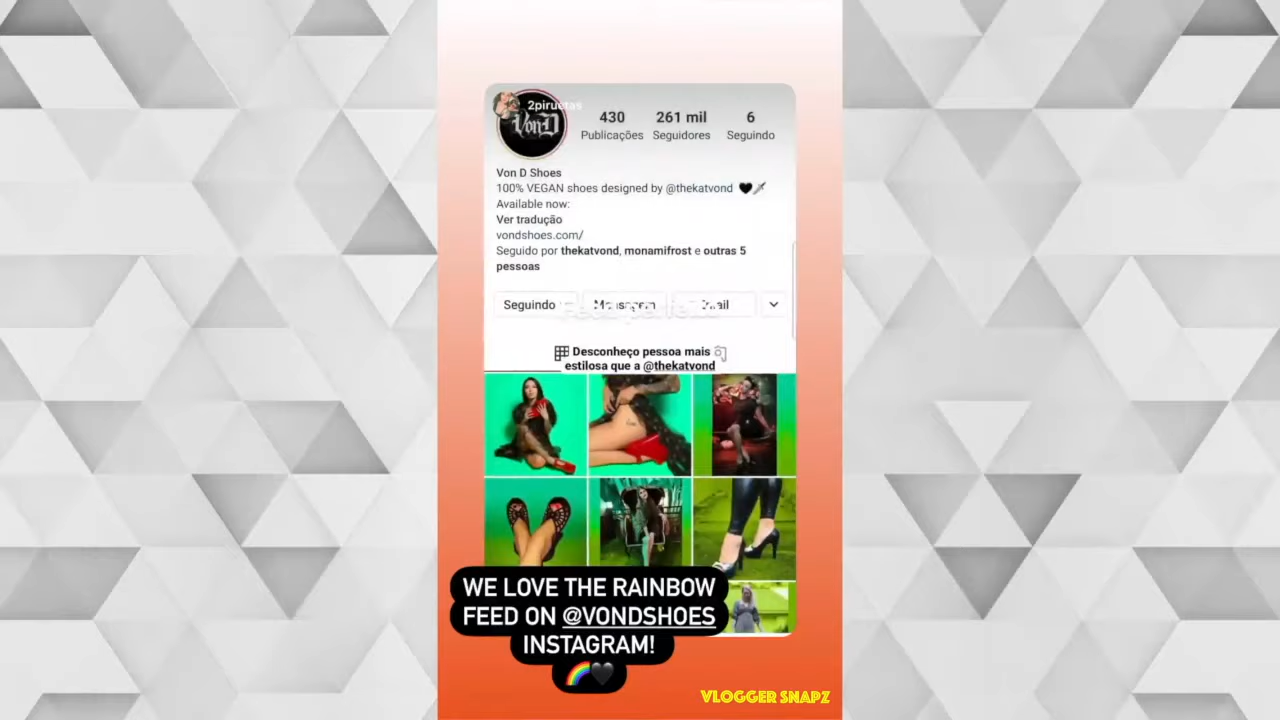 2piruetas
VonD
430
261 mil
6
Publicações
Seguidores
Seguindo
Von D Shoes
100% VEGAN shoes designed by @thekatvond 🖤🗡
Available now:
Ver tradução
vondshoes.com/
Seguido por thekatvond, monamifrost e outras 5
pessoas
Seguindo
Desconheço pessoa mais
estilosa que a @thekatvond
WE LOVE THE RAINBOW
FEED ON @VONDSHOES
INSTAGRAM!
🌈🖤
VLOGGER SNAPZ